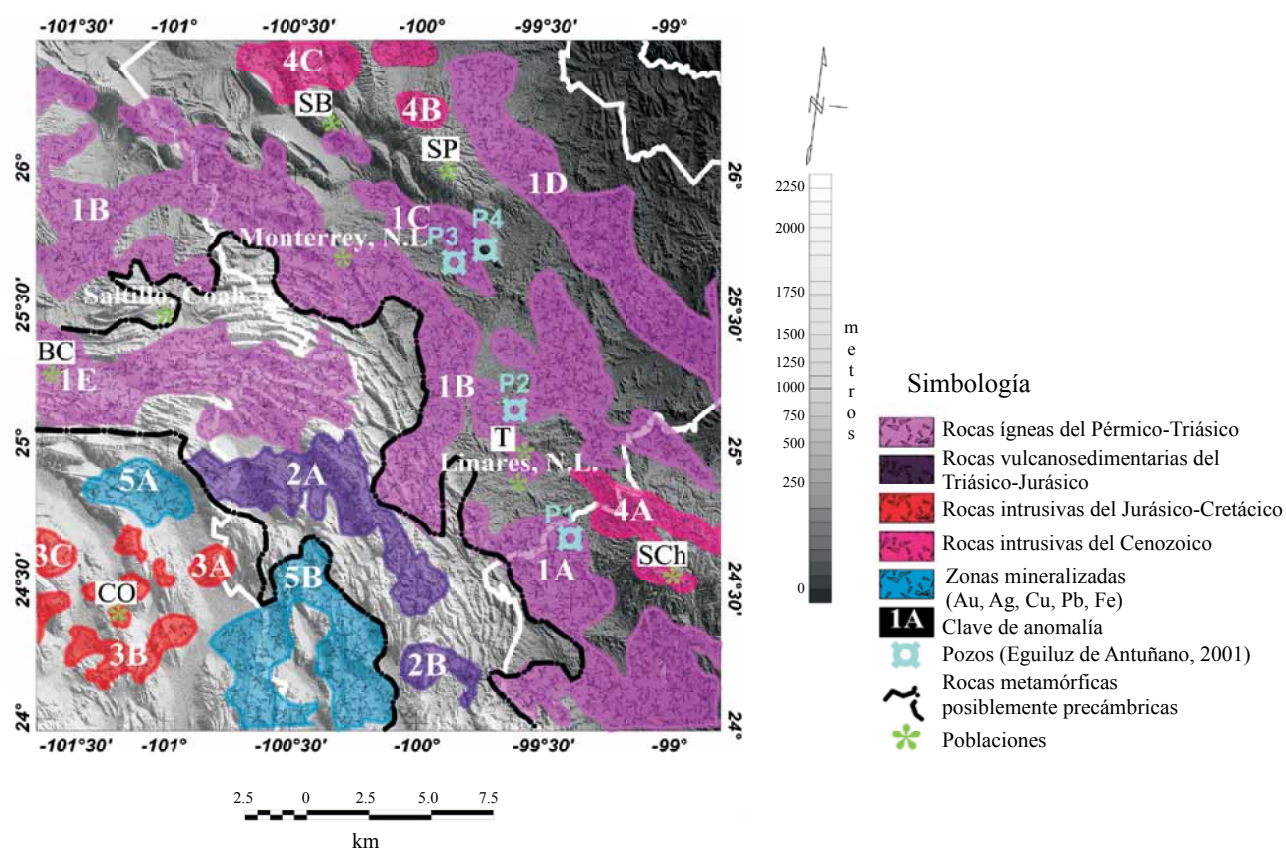 -101°30' -101° -100°30' -100° -99°30' -99°
4C
SB
4B
SP
26° 26°
1D
1B
1C
P3 P4
Monterrey, N.L.
25°30' 25°30'
Saltillo, Coah.
BC
1E
1B
P2
T
25° 25°
Linares, N.L.
5A
2A
4A
P1
3C
3A
SCh
24°30' 24°30'
5B
1A
CO
3B
2B
24° 24°
-101°30' -101° -100°30' -100° -99°30' -99°
2.5 0 2.5 5.0 7.5
km
N
2250
2000
1750
1500
1250
1000
750
500
250
0
metros
Simbología
Rocas ígneas del Pérmico-Triásico
Rocas vulcanosedimentarias del
Triásico-Jurásico
Rocas intrusivas del Jurásico-Cretácico
Rocas intrusivas del Cenozoico
Zonas mineralizadas
(Au, Ag, Cu, Pb, Fe)
1A Clave de anomalía
Pozos (Eguiluz de Antuñano, 2001)
Rocas metamórficas
posiblemente precámbricas
Poblaciones